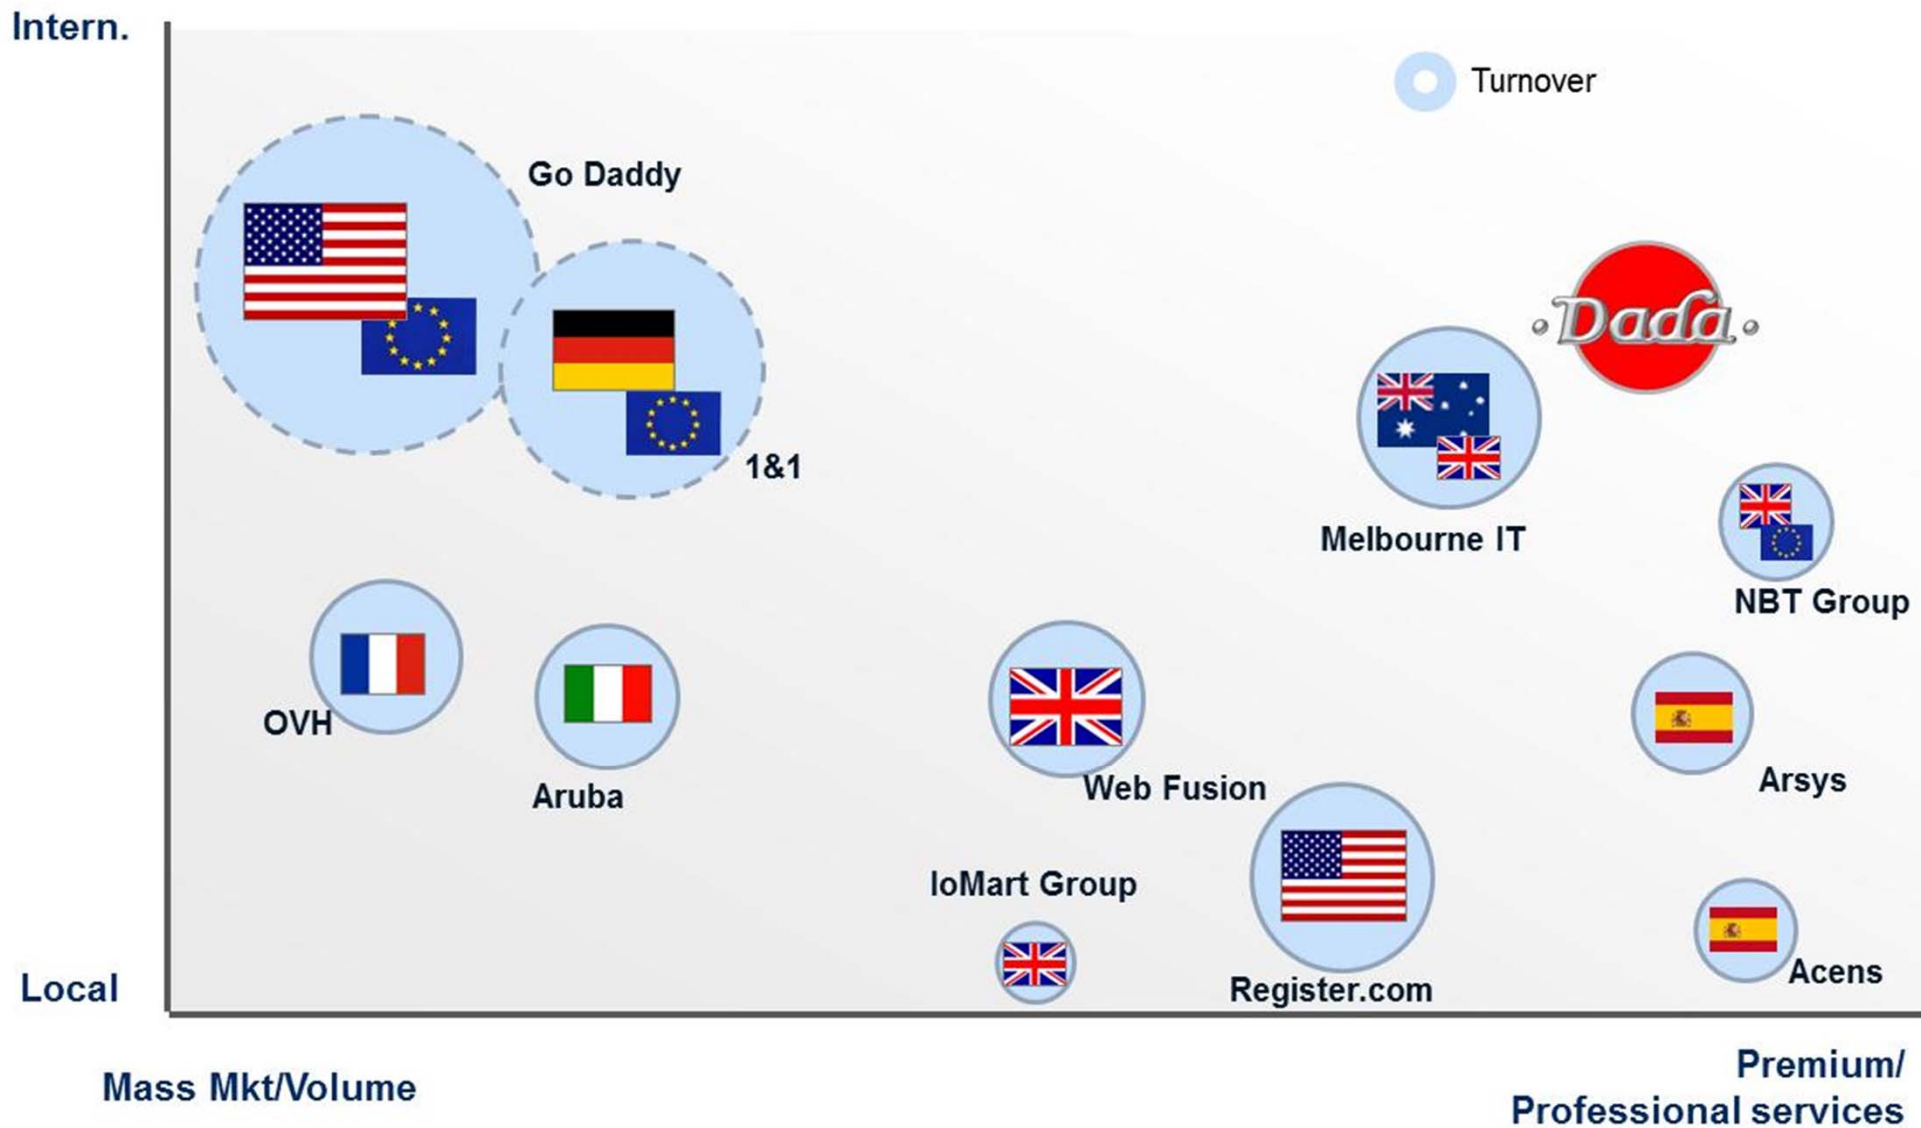 Intern.
Turnover
Go Daddy
Dada
1&1
Melbourne IT
NBT Group
OVH
Aruba
Web Fusion
Arsys
IoMart Group
Register.com
Acens
Local
Mass Mkt/Volume
Premium/
Professional services